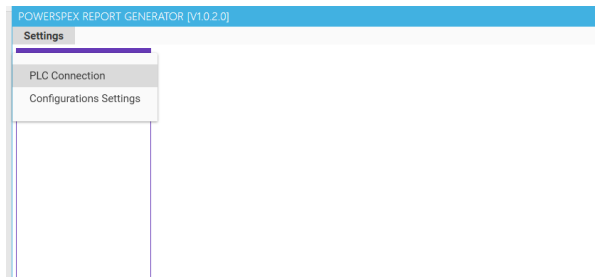 POWERSPEX REPORT GENERATOR [V1.0.2.0]
Settings
PLC Connection
Configurations Settings